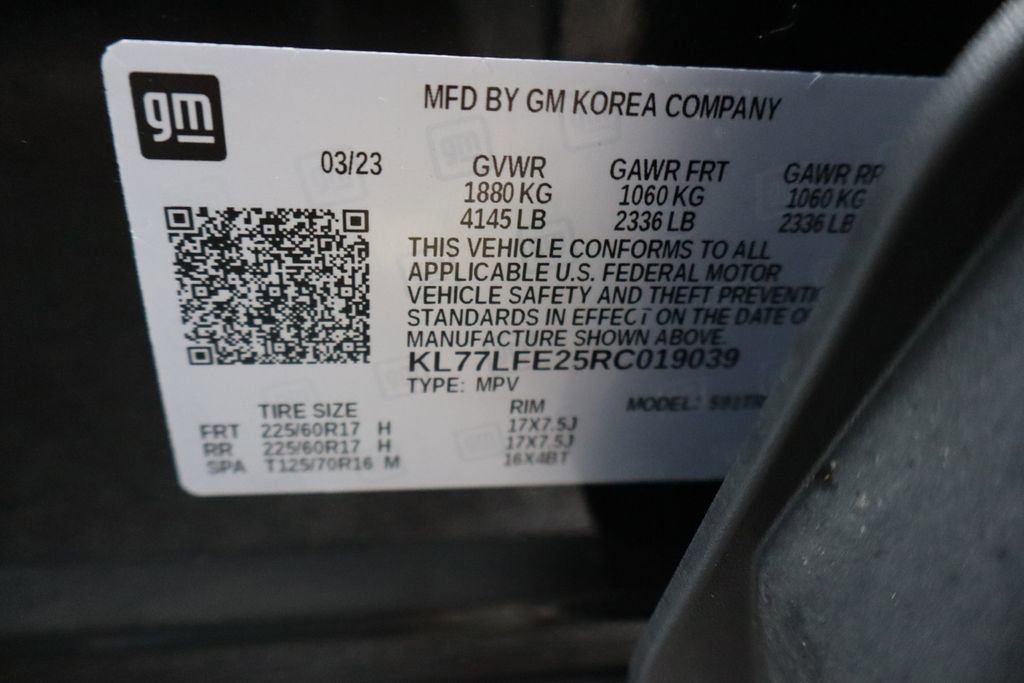 gm
MFD BY GM KOREA COMPANY
03/23
GVWR GAWR FRT GAWR RR
1880 KG 1060 KG 1060 KG
4145 LB 2336 LB 2336 LB
THIS VEHICLE CONFORMS TO ALL
APPLICABLE U.S. FEDERAL MOTOR
VEHICLE SAFETY AND THEFT
STANDARDS IN EFFECT ON THE DATE
MANUFACTURE SHOWN ABOVE.
KL77LFE25RC019039
TYPE: MPV
MODEL:
TIRE SIZE RIM
FRT 225/60R17 H 17X7.5J
RR 225/60R17 H 17X7.5J
SPA T125/70R16 M 16X4BT